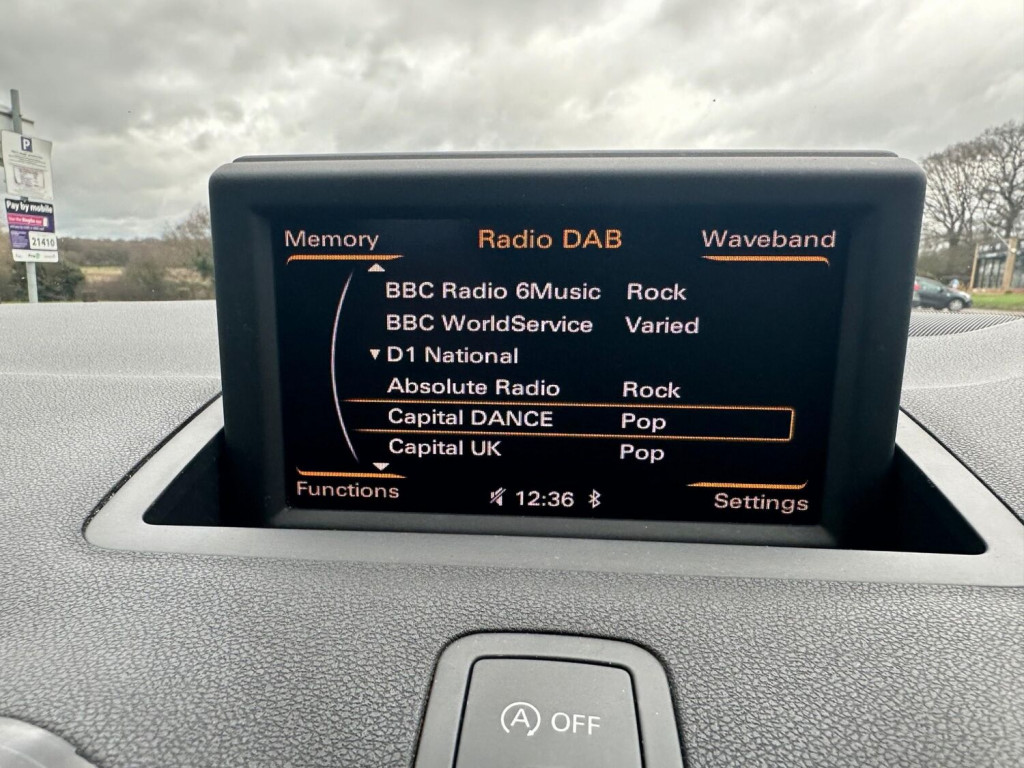 P
Pay by mobile
21410
Memory
Radio DAB
Waveband
BBC Radio 6Music Rock
BBC WorldService Varied
D1 National
Absolute Radio Rock
Capital DANCE Pop
Capital UK Pop
Functions
12:36
Settings
A OFF